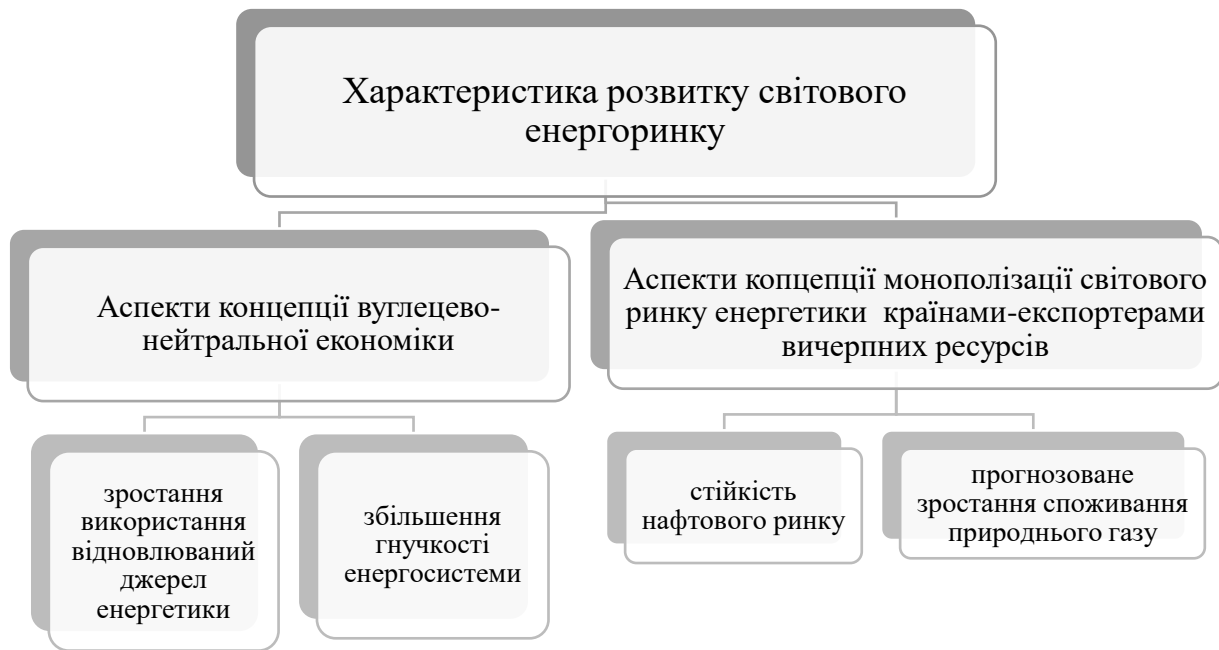 Характеристика розвитку світового
енергоринку
Аспекти концепції вуглецево-
нейтральної економіки
Аспекти копцепції монополізації світового
ринку енергетики країнами-експортерами
вичерпних ресурсів
зростання
використання
відновлюваний
джерел
енергетики
збільшення
гнучкості
енергосистеми
стійкість
нафтового ринку
прогнозоване
зростання споживання
природнього газу